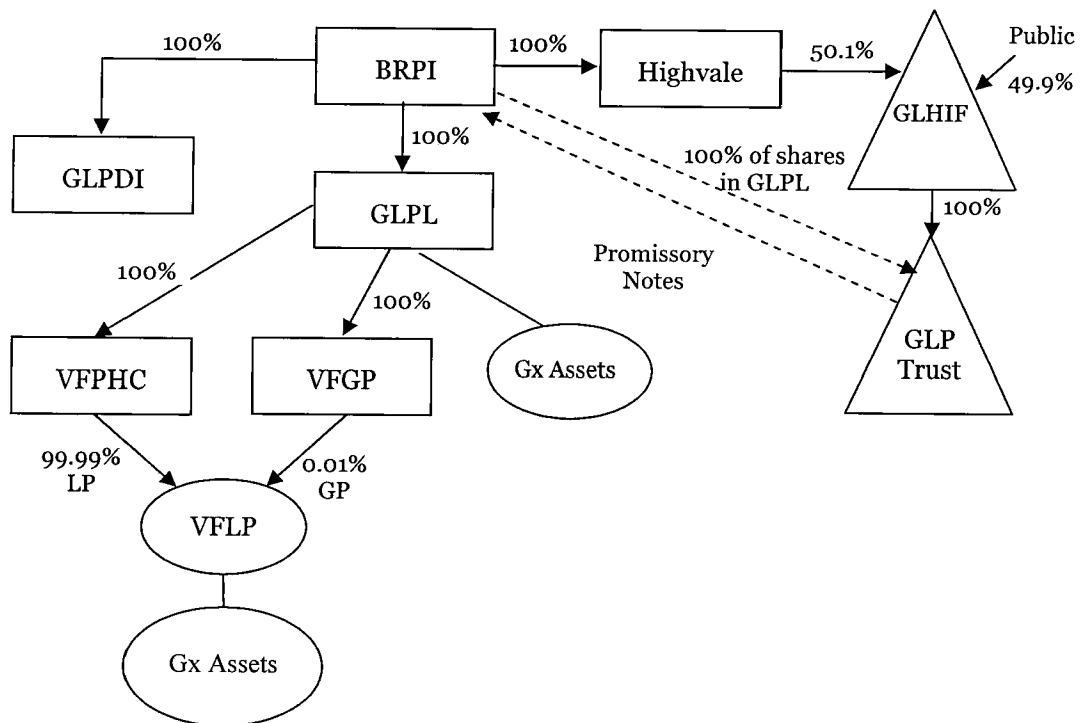 100%
BRPI
100%
Highvale
50.1%
GLHIF
Public
49.9%
GLPDI
100%
GLPL
100% of shares
in GLPL
100%
Promissory
Notes
100%
100%
VFPHC
VFGP
Gx Assets
GLP
Trust
99.99%
LP
0.01%
GP
VFLP
Gx Assets